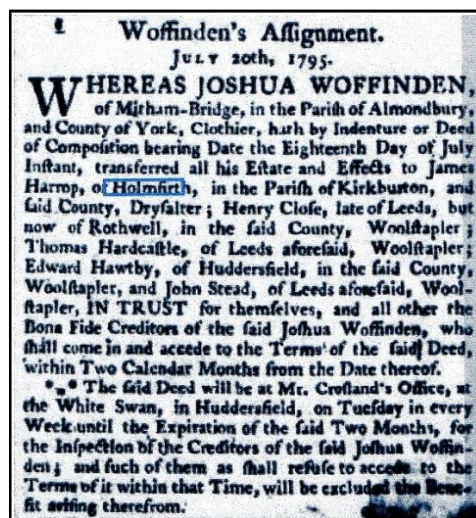 Woffinden's Aſſignment.
JULY 20th, 1795.
WHEREAS JOSHUA WOFFINDEN,
of Mitham-Bridge, in the Pariſh of Almondbury,
and County of York, Clothier, hath by Indenture or Deed
of Compoſition bearing Date the Eighteenth Day of July
Inſtant, transferred all his Eſtate and Effects to James
Harrop, of Holmfirth, in the Pariſh of Kirkburton, and
ſaid County, Dryſalter; Henry Cloſe, late of Leeds, but
now of Rothwell, in the ſaid County, Woolſtapler;
Thomas Hardcaſtle, of Leeds aforeſaid, Woolſtapler;
Edward Hawtby, of Huddersfield, in the ſaid County,
Woolſtapler, and John Stead, of Leeds aforeſaid, Wool-
ſtapler, IN TRUST for themſelves, and all other the
Bona Fide Creditors of the ſaid Joſhua Woffinden, who
ſhall come in and accede to the Terms of the ſaid Deed,
within Two Calendar Months from the Date thereof.
*„* The ſaid Deed will be at Mr. Croſland's Office, at
the White Swan, in Huddersfield, on Tueſday in every
Week until the Expiration of the ſaid Two Months, for
the Inſpection of the Creditors of the ſaid Joſhua Woffin-
den; and ſuch of them as ſhall refuſe to accede to the
Terms of it within that Time, will be excluded the Bene-
fit ariſing therefrom.